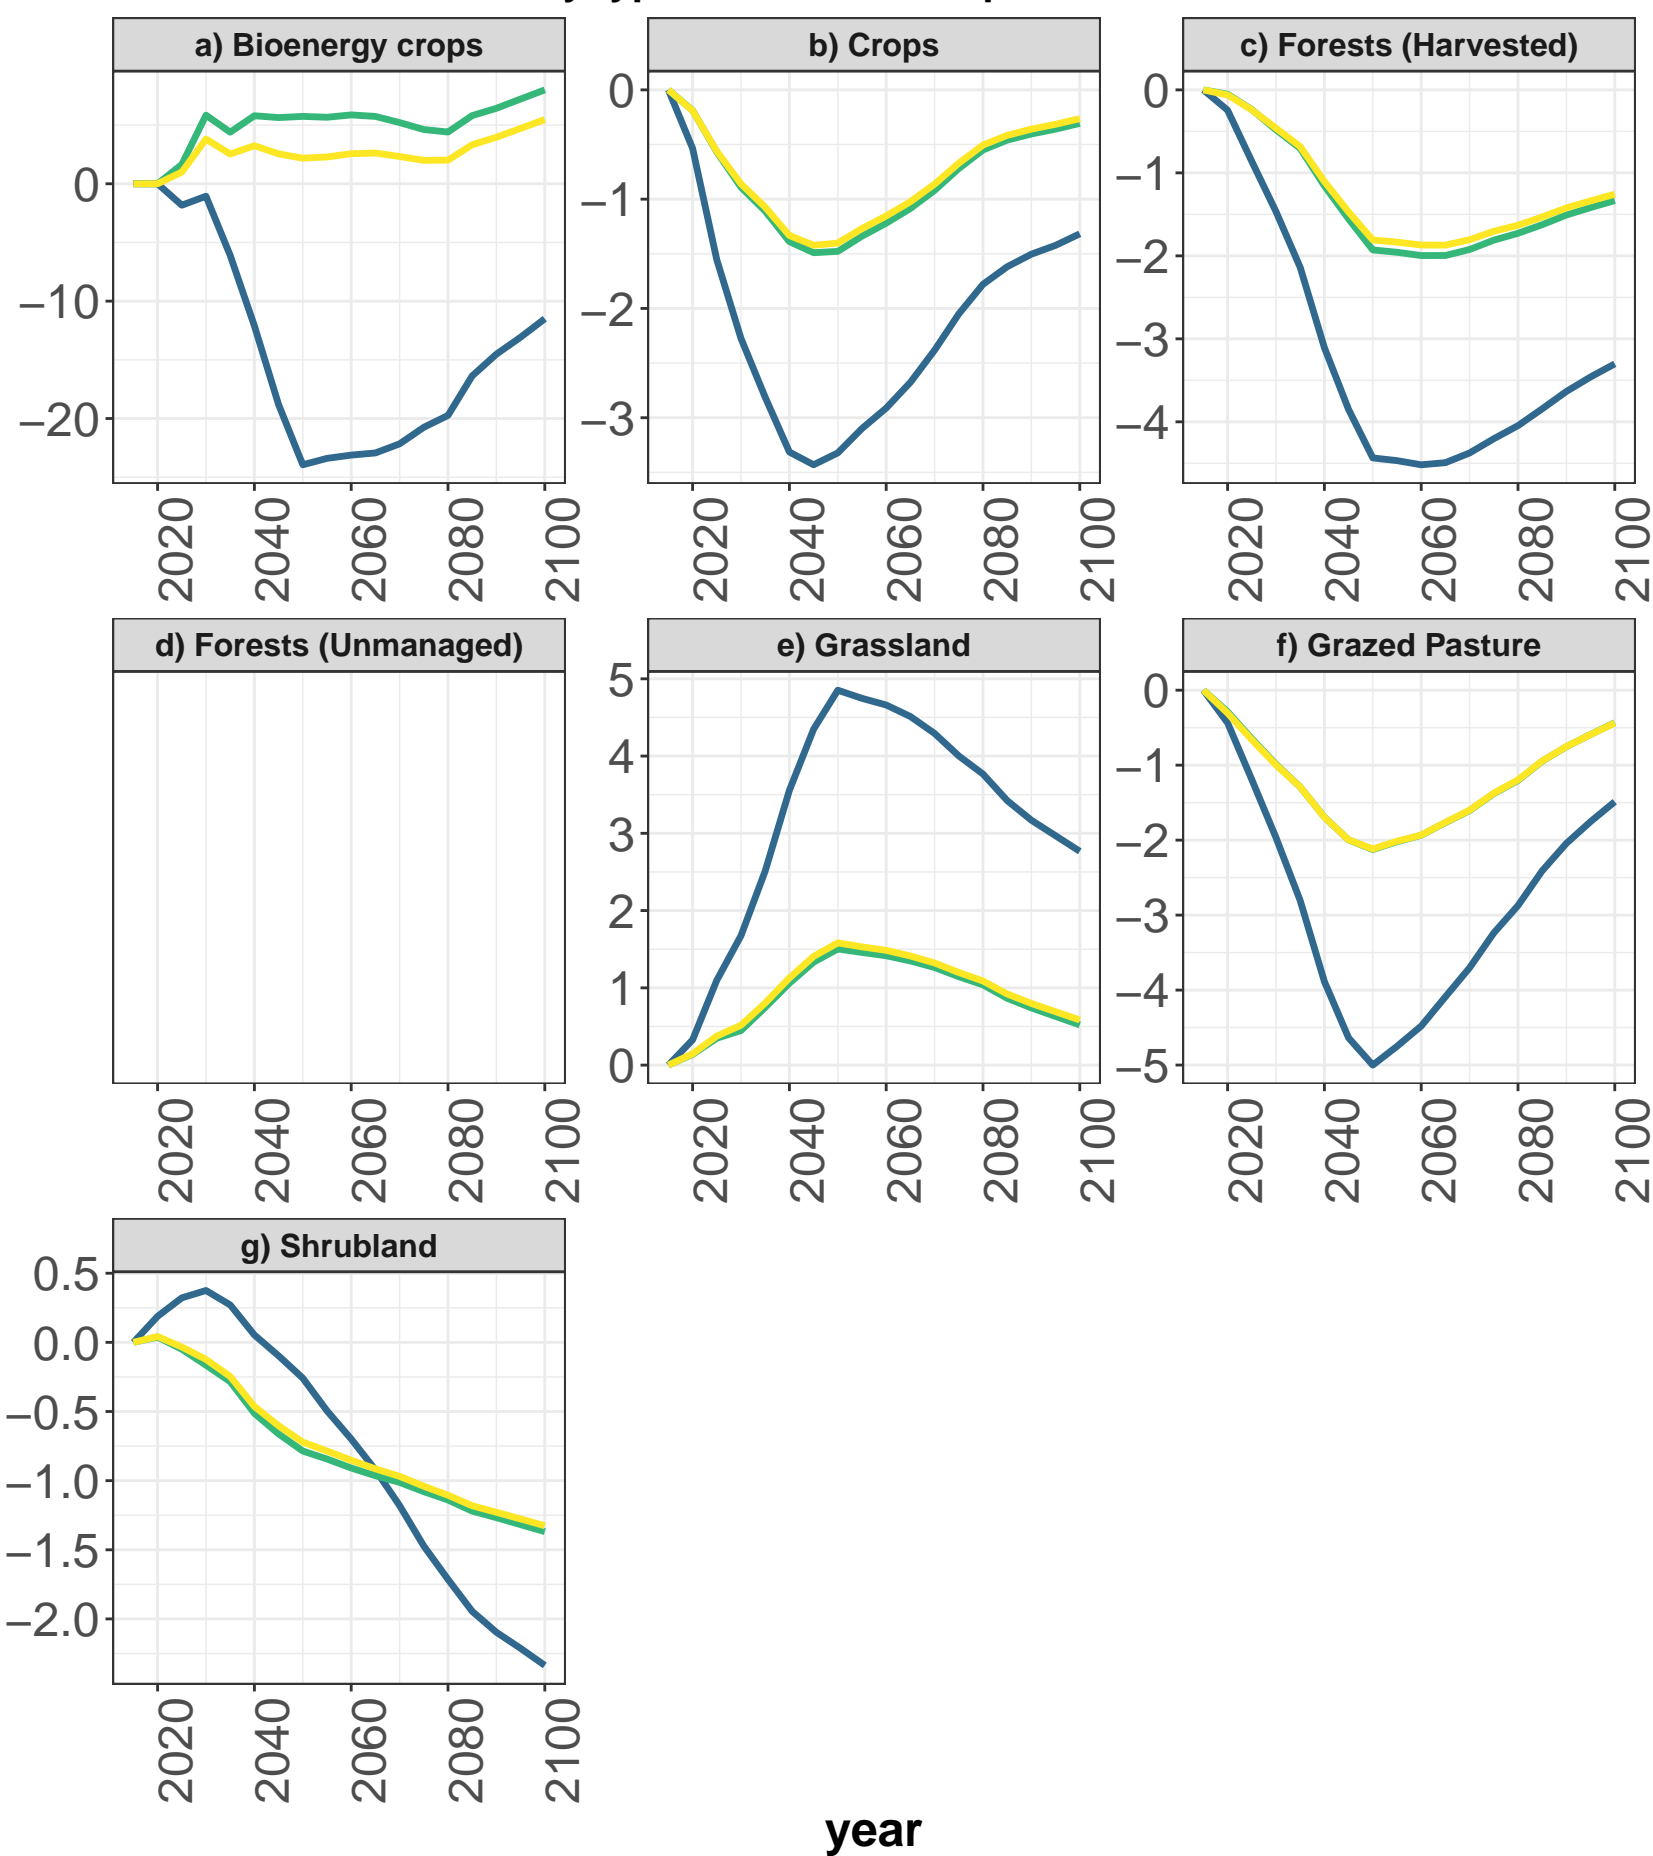 a) Bioenergy crops
0
−10
−20
2020 2040 2060 2080 2100
b) Crops
0
−1
−2
−3
2020 2040 2060 2080 2100
c) Forests (Harvested)
0
−1
−2
−3
−4
2020 2040 2060 2080 2100
d) Forests (Unmanaged)
2020 2040 2060 2080 2100
e) Grassland
5
4
3
2
1
0
2020 2040 2060 2080 2100
f) Grazed Pasture
0
−1
−2
−3
−4
−5
2020 2040 2060 2080 2100
g) Shrubland
0.5
0.0
−0.5
−1.0
−1.5
−2.0
2020 2040 2060 2080 2100
year